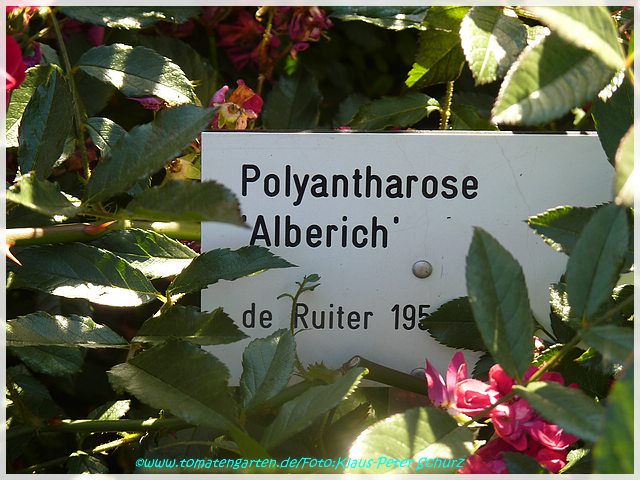 Polyantharose
'Alberich'
de Ruiter 195
©www.tomatengarten.de/Foto:Klaus-Peter Schurz